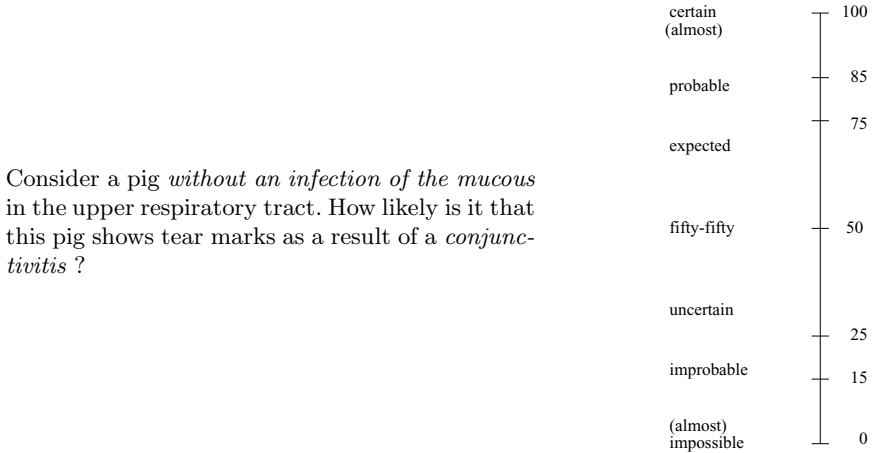 Consider a pig without an infection of the mucous
in the upper respiratory tract. How likely is it that
this pig shows tear marks as a result of a conjunc-
tivitis ?
certain
(almost)
probable
expected
fifty-fifty
uncertain
improbable
(almost)
impossible
100
85
75
50
25
15
0